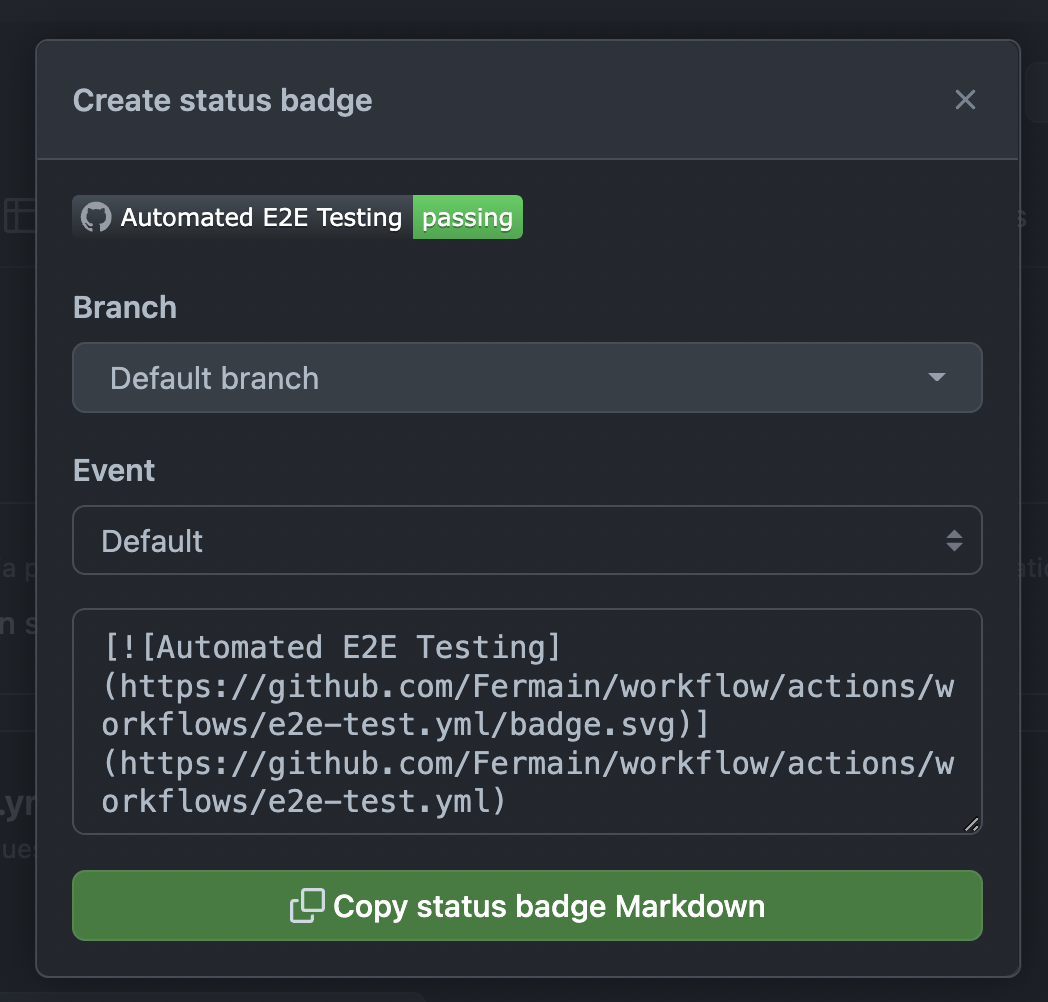 Create status badge
Automated E2E Testing passing
Branch
Default branch
Event
Default
[![Automated E2E Testing]
(https://github.com/Fermain/workflow/actions/w
orkflows/e2e-test.yml/badge.svg)]
(https://github.com/Fermain/workflow/actions/w
orkflows/e2e-test.yml)
Copy status badge Markdown